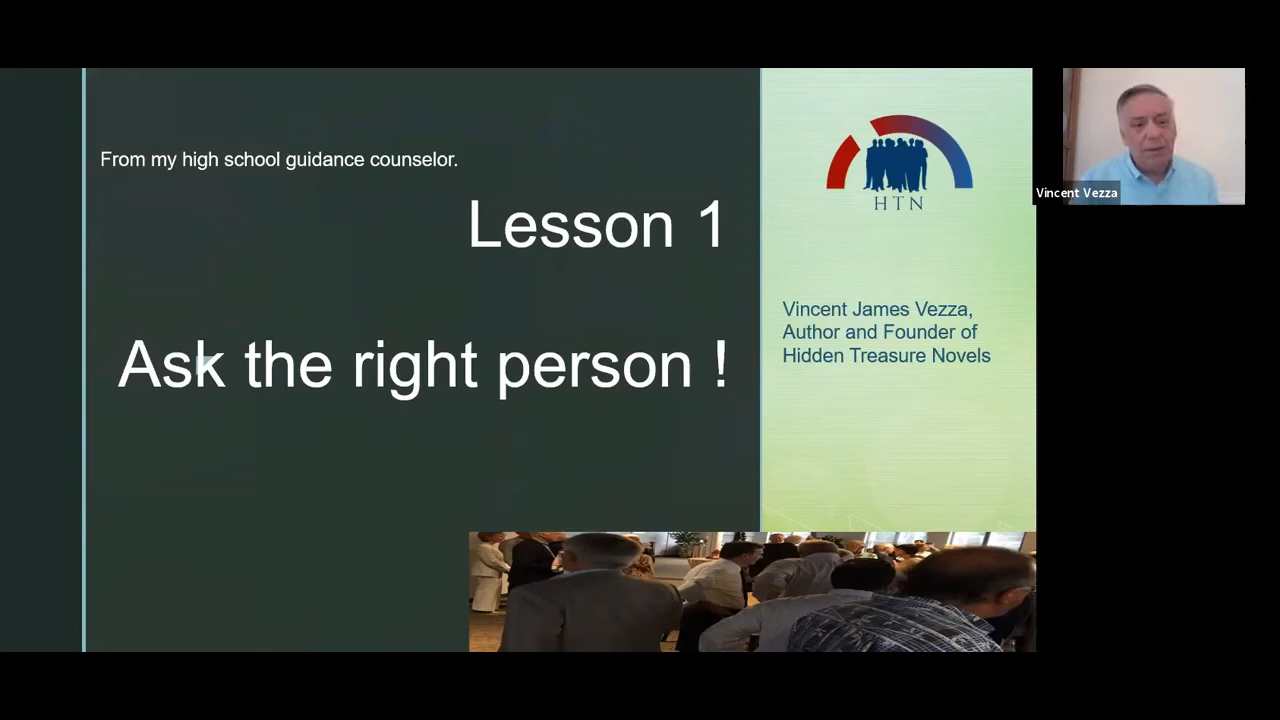 From my high school guidance counselor.
Lesson 1
Ask the right person !
HTN
Vincent James Vezza,
Author and Founder of
Hidden Treasure Novels
Vincent Vezza